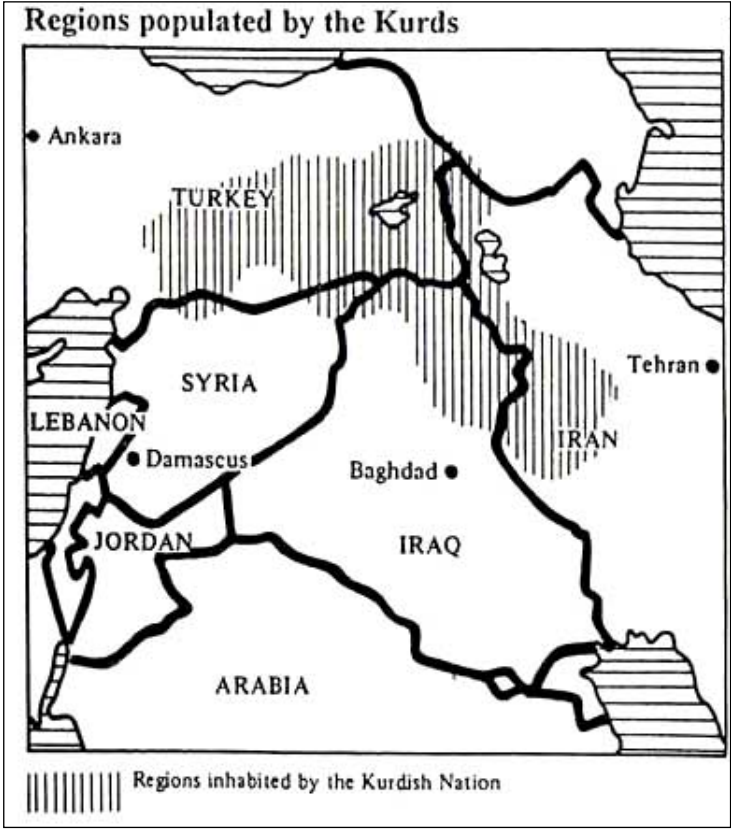 Regions populated by the Kurds
Ankara
TURKEY
Tehran
SYRIA
LEBANON
IRAN
Damascus
Baghdad
JORDAN
IRAQ
ARABIA
Regions inhabited by the Kurdish Nation